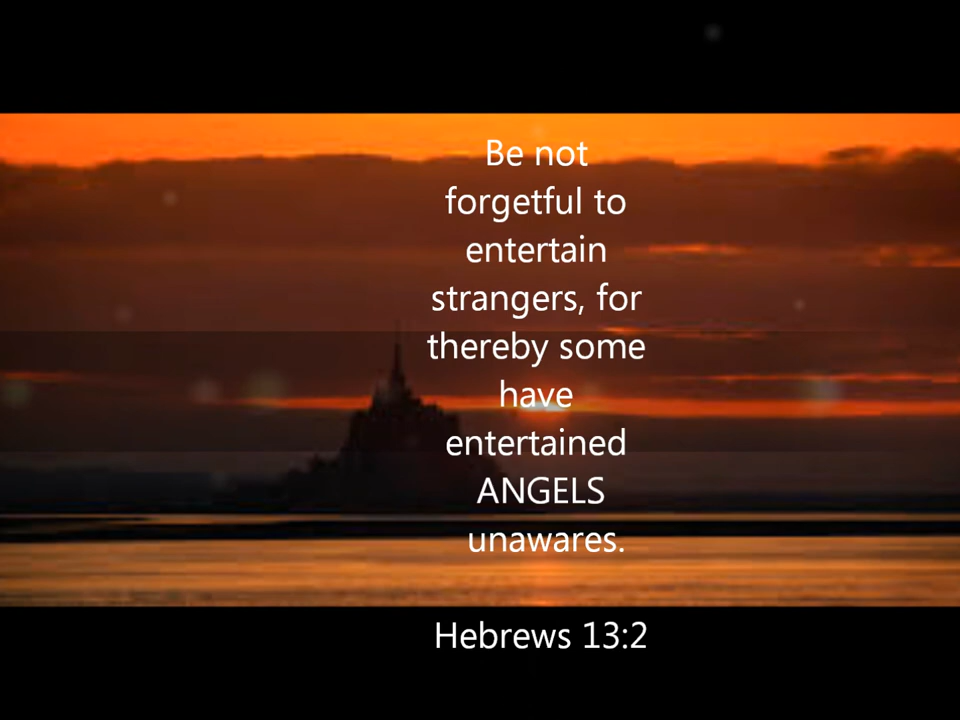 Be not
forgetful to
entertain
strangers, for
thereby some
have
entertained
ANGELS
unawares.
Hebrews 13:2